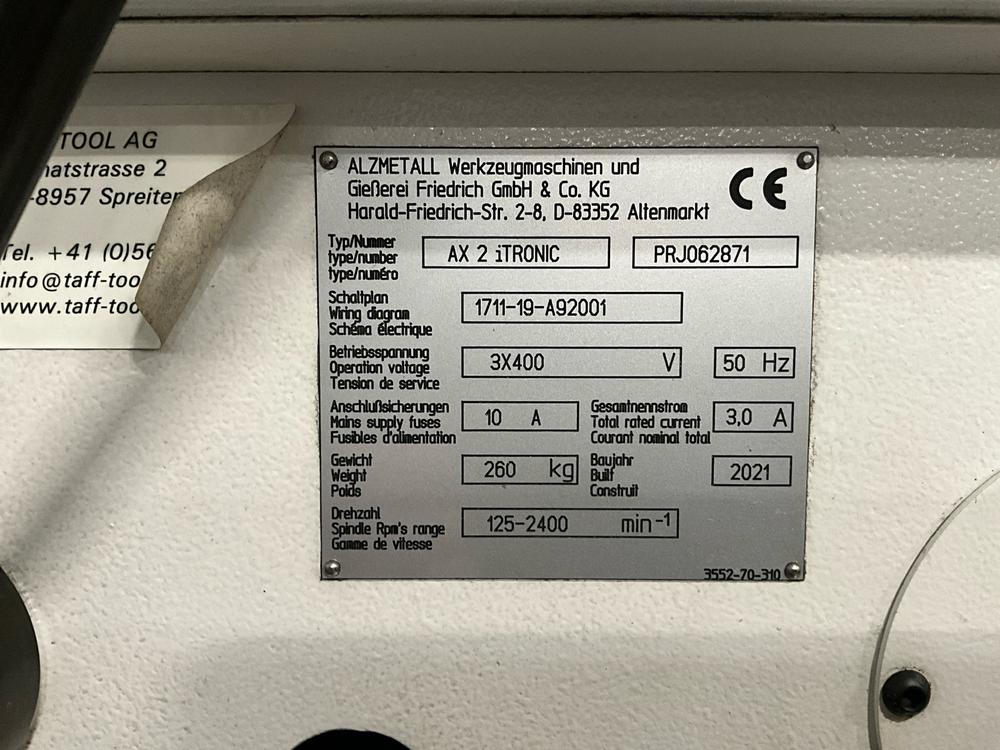 TOOL AG
natstrasse 2
-8957 Spreiten
Tel. +41 (0)56
info@taff-too
www.taff-too
ALZMETALL Werkzeugmaschinen und
Gießerei Friedrich GmbH & Co. KG
Harald-Friedrich-Str. 2-8, D-83352 Altenmarkt
CE
Typ/Nummer
type/number
type/numéro
AX 2 iTRONIC
PRJ062871
Schaltplan
Wiring diagram
Schéma électrique
1711-19-A92001
Betriebsspannung
Operation voltage
Tension de service
3X400 V
50 Hz
Anschlußsicherungen
Mains supply fuses
Fusibles d'alimentation
10 A
Gesamtnennstrom
Total rated current
Courant nominal total
3,0 A
Gewicht
Weight
Poids
260 kg
Baujahr
Built
Construit
2021
Drehzahl
Spindle Rpm's range
Gamme de vitesse
125-2400 min⁻¹
3552-70-310